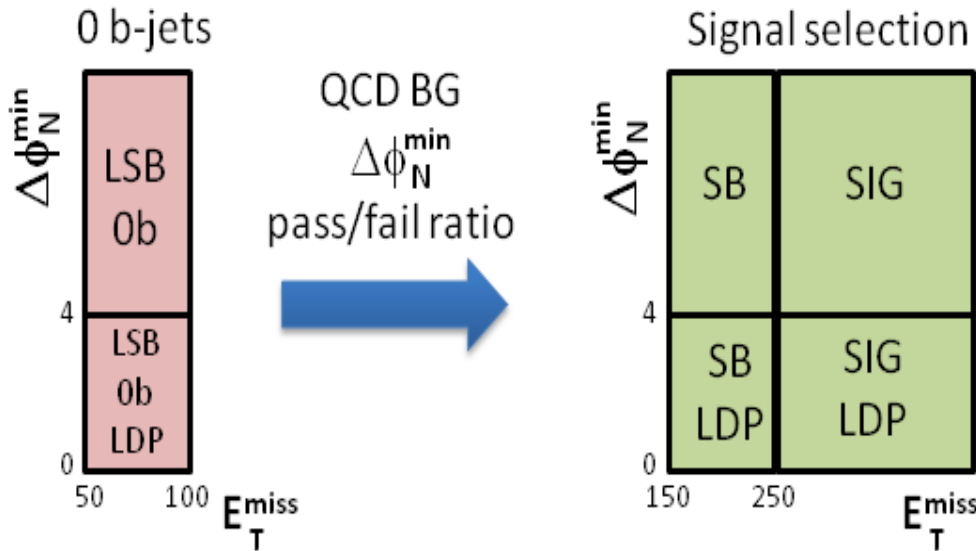 0 b-jets
Δϕ_N^min
LSB
0b
4
LSB
0b
LDP
0
50 100
E_T^miss
QCD BG
Δϕ_N^min
pass/fail ratio
Signal selection
Δϕ_N^min
SB SIG
4
SB SIG
LDP LDP
0
150 250
E_T^miss